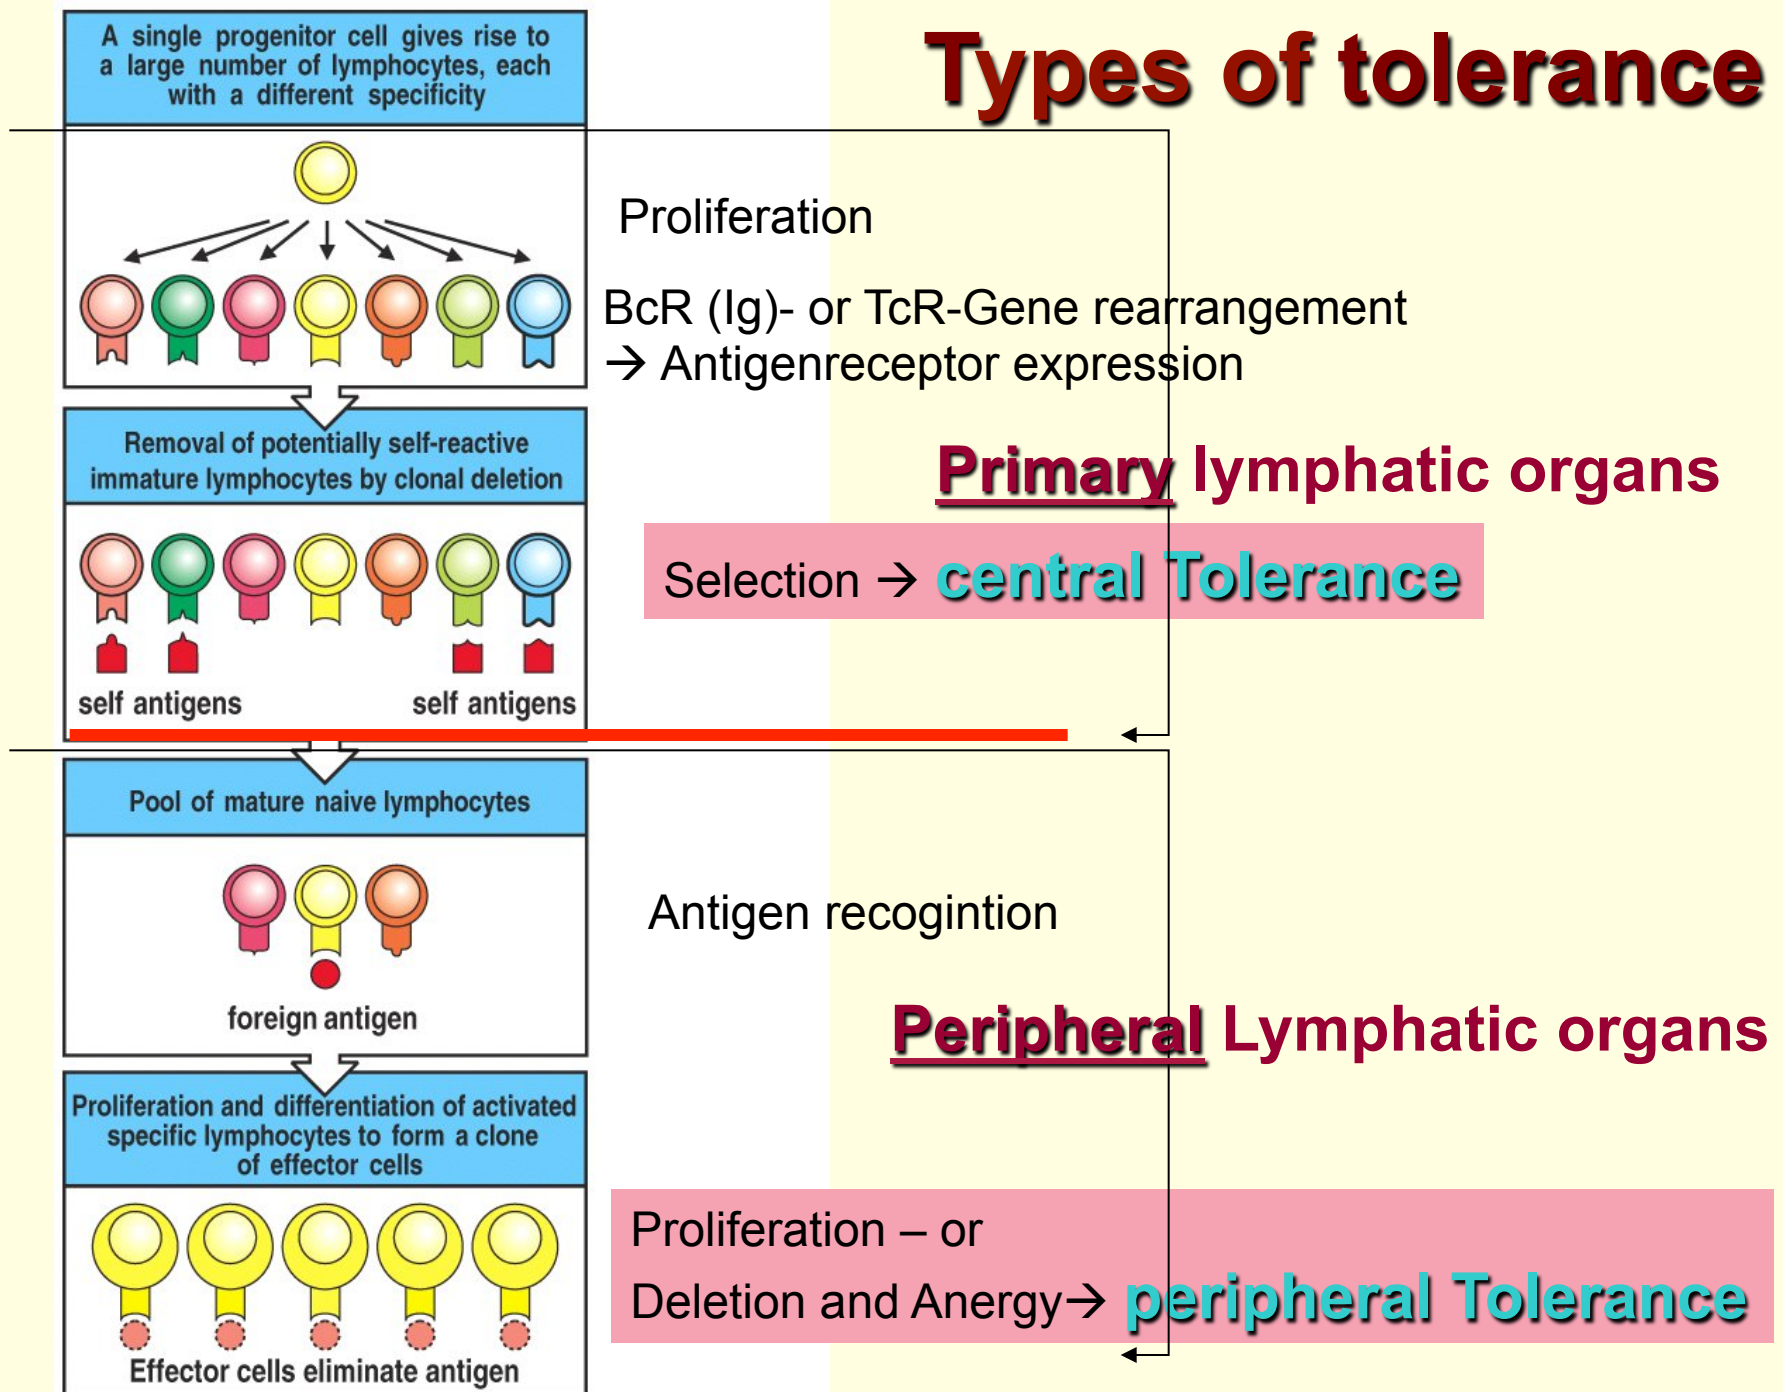 Types of tolerance
A single progenitor cell gives rise to
a large number of lymphocytes, each
with a different specificity
Proliferation
BcR (Ig)- or TcR-Gene rearrangement
→ Antigenreceptor expression
Removal of potentially self-reactive
immature lymphocytes by clonal deletion
Primary lymphatic organs
Selection → central Tolerance
self antigens
self antigens
Pool of mature naive lymphocytes
Antigen recogintion
foreign antigen
Peripheral Lymphatic organs
Proliferation and differentiation of activated
specific lymphocytes to form a clone
of effector cells
Proliferation – or
Deletion and Anergy→ peripheral Tolerance
Effector cells eliminate antigen